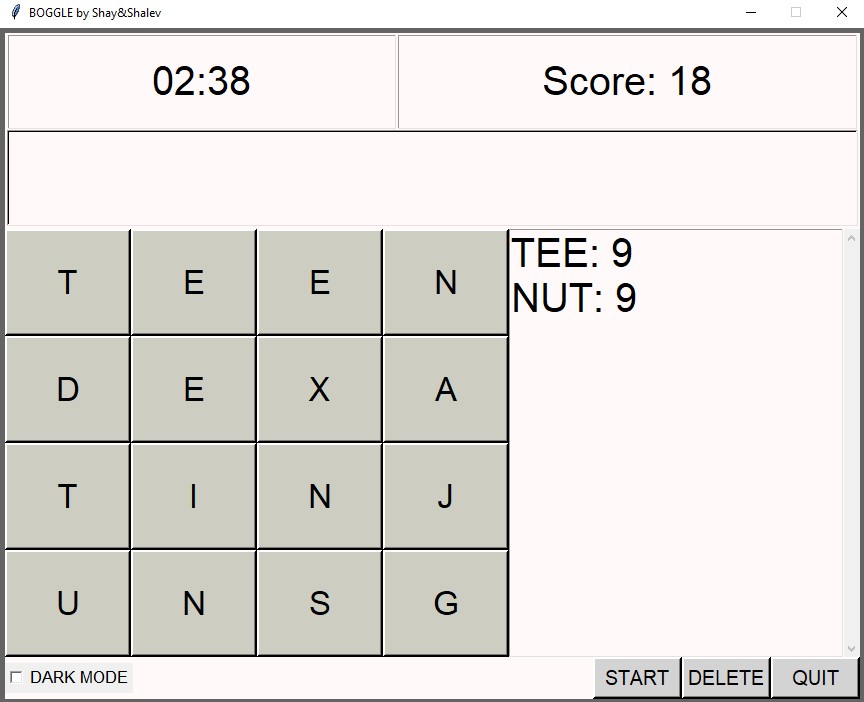 BOGGLE by Shay&Shalev
02:38 Score: 18
TEE: 9
NUT: 9
T E E N
D E X A
T I N J
U N S G
DARK MODE START DELETE QUIT